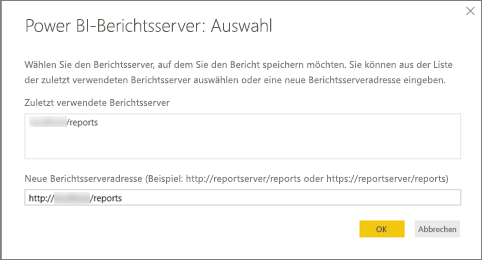 Power BI-Berichtsserver: Auswahl
Wählen Sie den Berichtsserver, auf dem Sie den Bericht speichern möchten. Sie können aus der Liste
der zuletzt verwendeten Berichtsserver auswählen oder eine neue Berichtsserveradresse eingeben.
Zuletzt verwendete Berichtsserver
/reports
Neue Berichtsserveradresse (Beispiel: http://reportserver/reports oder https://reportserver/reports)
http:// /reports
OK Abbrechen